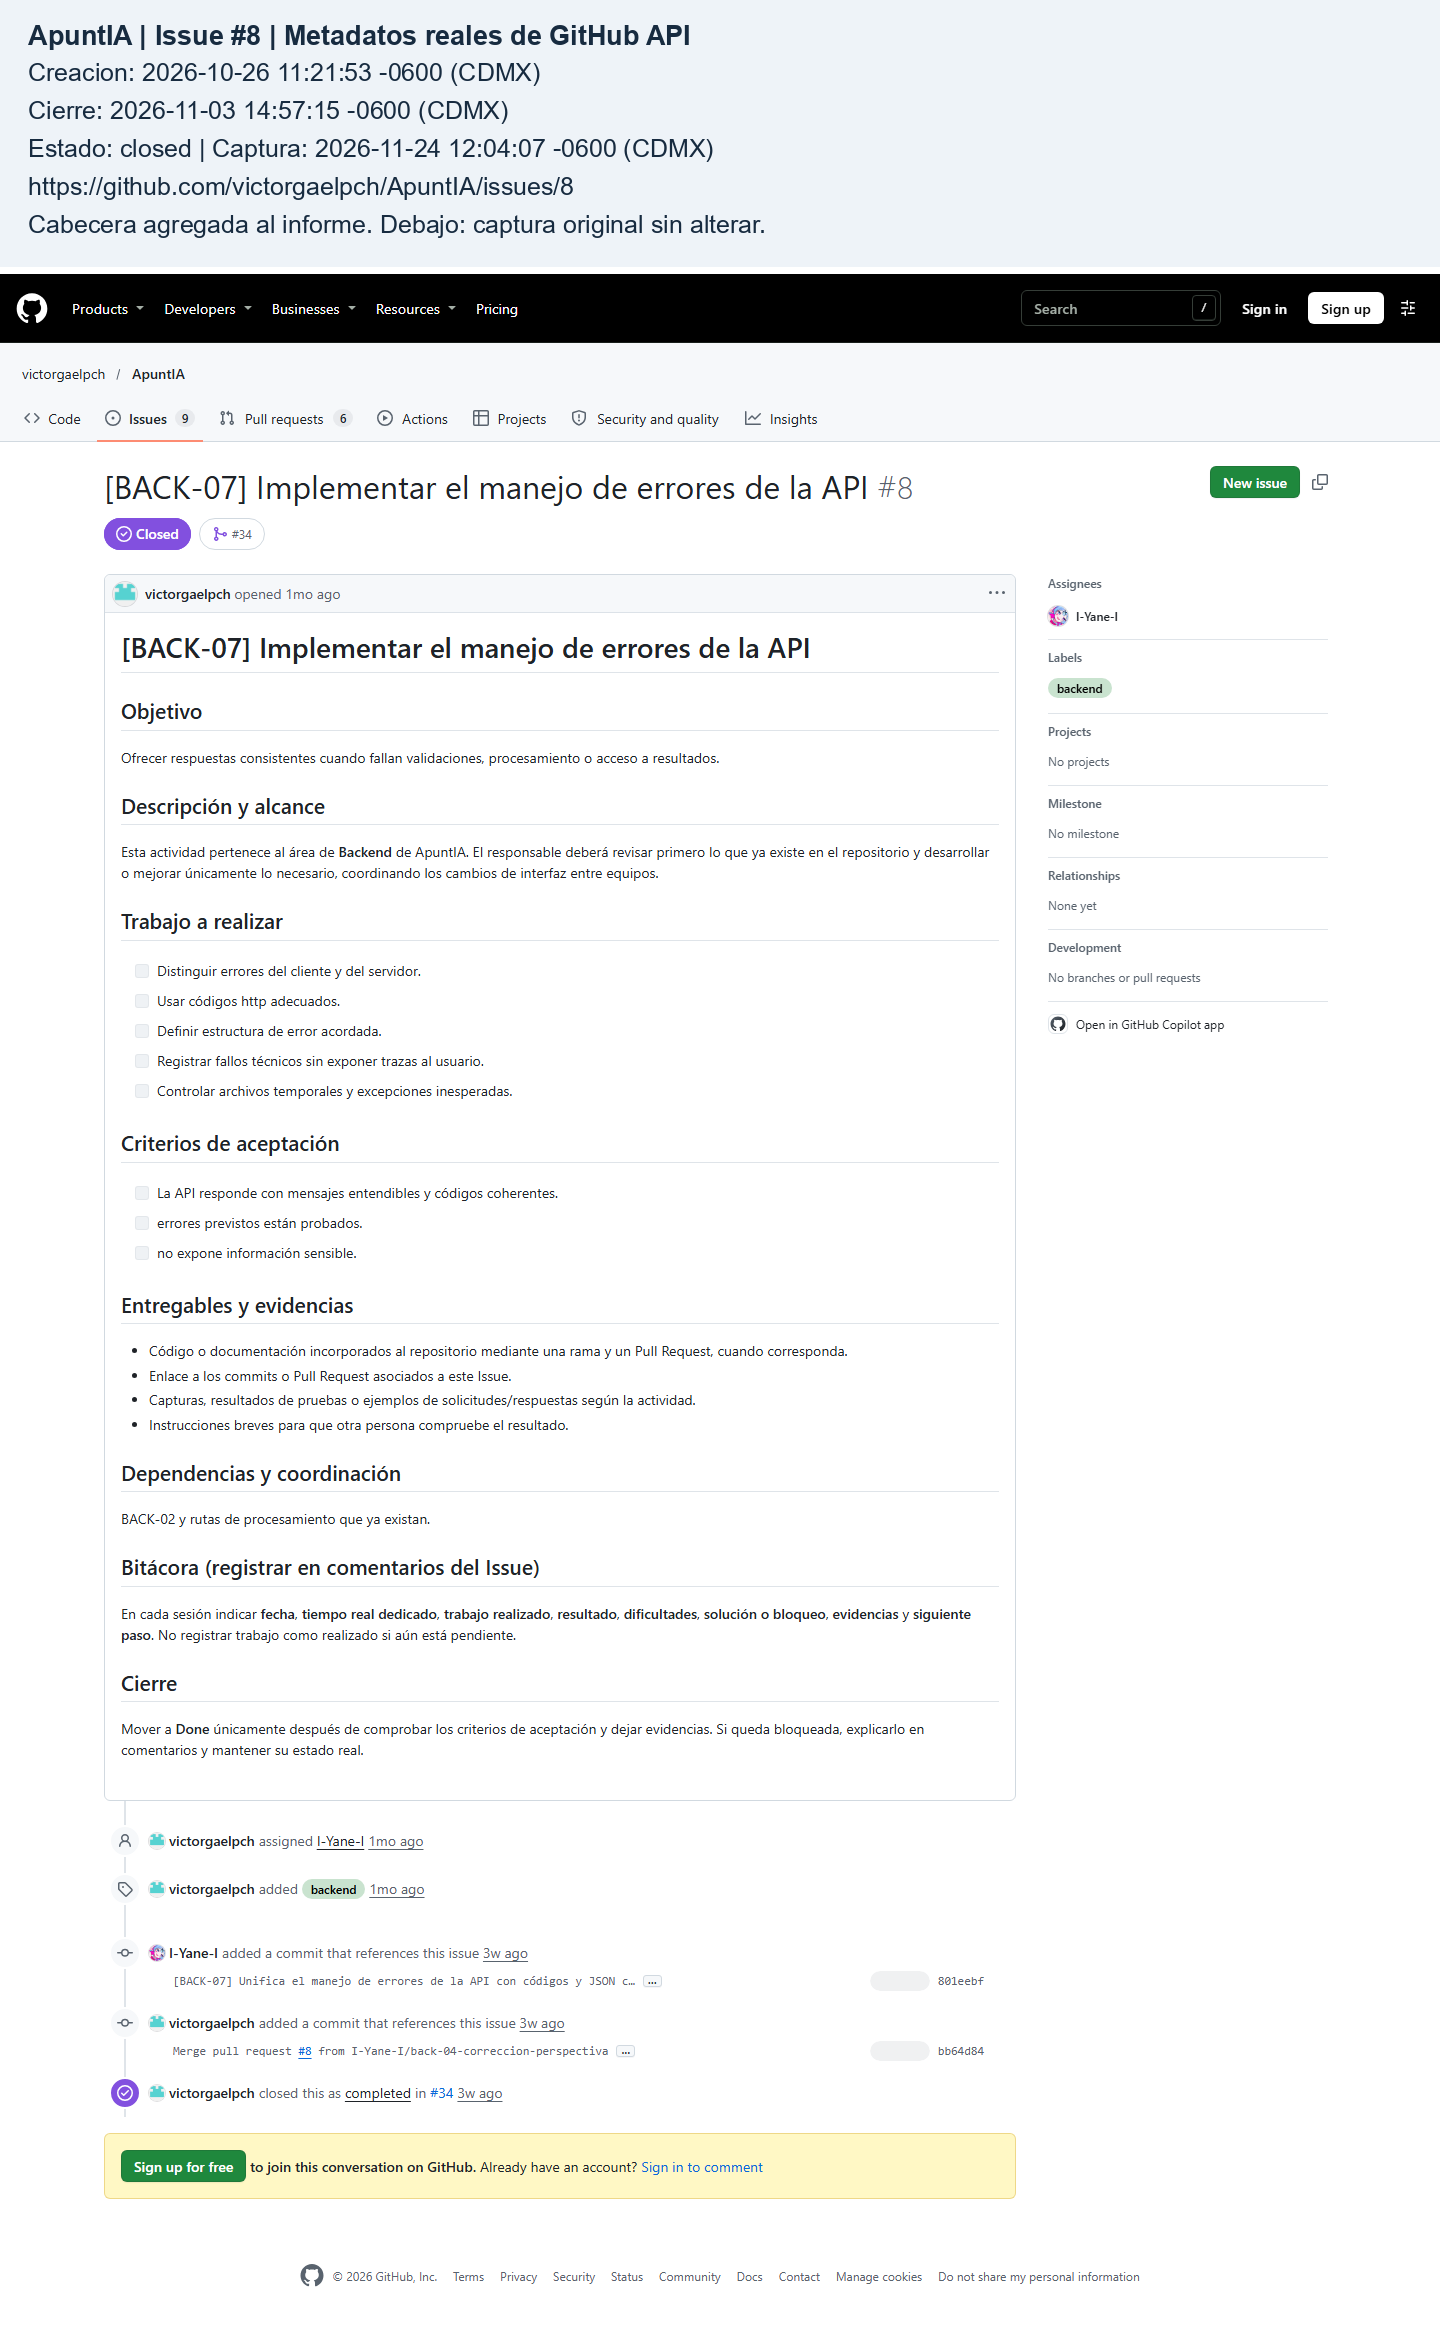 ApuntIA | Issue #8 | Metadatos reales de GitHub API
Creacion: 2026-10-26 11:21:53 -0600 (CDMX)
Cierre: 2026-11-03 14:57:15 -0600 (CDMX)
Estado: closed | Captura: 2026-11-24 12:04:07 -0600 (CDMX)
https://github.com/victorgaelpch/ApuntIA/issues/8
Cabecera agregada al informe. Debajo: captura original sin alterar.
Products Developers Businesses Resources Pricing Search / Sign in Sign up
victorgaelpch / ApuntIA
Code Issues 9 Pull requests 6 Actions Projects Security and quality Insights
[BACK-07] Implementar el manejo de errores de la API #8
New issue
Closed #34
victorgaelpch opened 1mo ago
[BACK-07] Implementar el manejo de errores de la API
Objetivo
Ofrecer respuestas consistentes cuando fallan validaciones, procesamiento o acceso a resultados.
Descripción y alcance
Esta actividad pertenece al área de Backend de ApuntIA. El responsable deberá revisar primero lo que ya existe en el repositorio y desarrollar
o mejorar únicamente lo necesario, coordinando los cambios de interfaz entre equipos.
Trabajo a realizar
Distinguir errores del cliente y del servidor.
Usar códigos http adecuados.
Definir estructura de error acordada.
Registrar fallos técnicos sin exponer trazas al usuario.
Controlar archivos temporales y excepciones inesperadas.
Criterios de aceptación
La API responde con mensajes entendibles y códigos coherentes.
errores previstos están probados.
no expone información sensible.
Entregables y evidencias
• Código o documentación incorporados al repositorio mediante una rama y un Pull Request, cuando corresponda.
• Enlace a los commits o Pull Request asociados a este Issue.
• Capturas, resultados de pruebas o ejemplos de solicitudes/respuestas según la actividad.
• Instrucciones breves para que otra persona compruebe el resultado.
Dependencias y coordinación
BACK-02 y rutas de procesamiento que ya existan.
Bitácora (registrar en comentarios del Issue)
En cada sesión indicar fecha, tiempo real dedicado, trabajo realizado, resultado, dificultades, solución o bloqueo, evidencias y siguiente
paso. No registrar trabajo como realizado si aún está pendiente.
Cierre
Mover a Done únicamente después de comprobar los criterios de aceptación y dejar evidencias. Si queda bloqueada, explicarlo en
comentarios y mantener su estado real.
Assignees
I-Yane-I
Labels
backend
Projects
No projects
Milestone
No milestone
Relationships
None yet
Development
No branches or pull requests
Open in GitHub Copilot app
victorgaelpch assigned I-Yane-I 1mo ago
victorgaelpch added backend 1mo ago
I-Yane-I added a commit that references this issue 3w ago
[BACK-07] Unifica el manejo de errores de la API con códigos y JSON c… ... 801eebf
victorgaelpch added a commit that references this issue 3w ago
Merge pull request #8 from I-Yane-I/back-04-correccion-perspectiva ... bb64d84
victorgaelpch closed this as completed in #34 3w ago
Sign up for free to join this conversation on GitHub. Already have an account? Sign in to comment
© 2026 GitHub, Inc. Terms Privacy Security Status Community Docs Contact Manage cookies Do not share my personal information